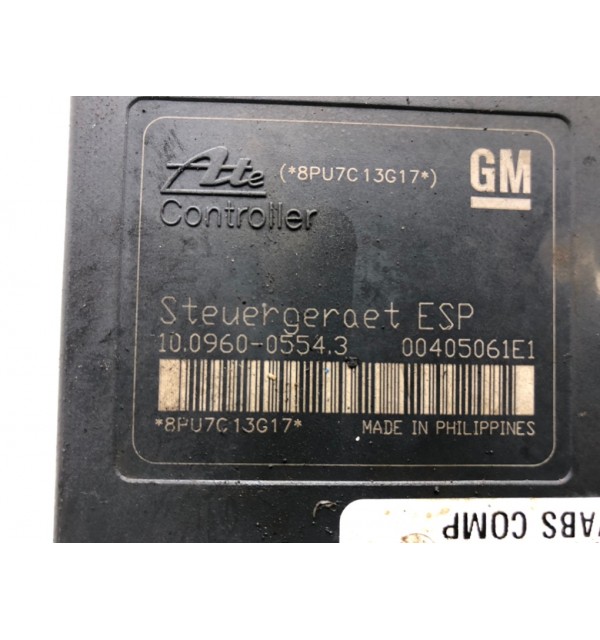 Ate (*8PU7C13G17*) GM
Controller
Steuergeraet ESP
10.0960-0554.3 00405061E1
*8PU7C13G17* MADE IN PHILIPPINES
ABS COMP